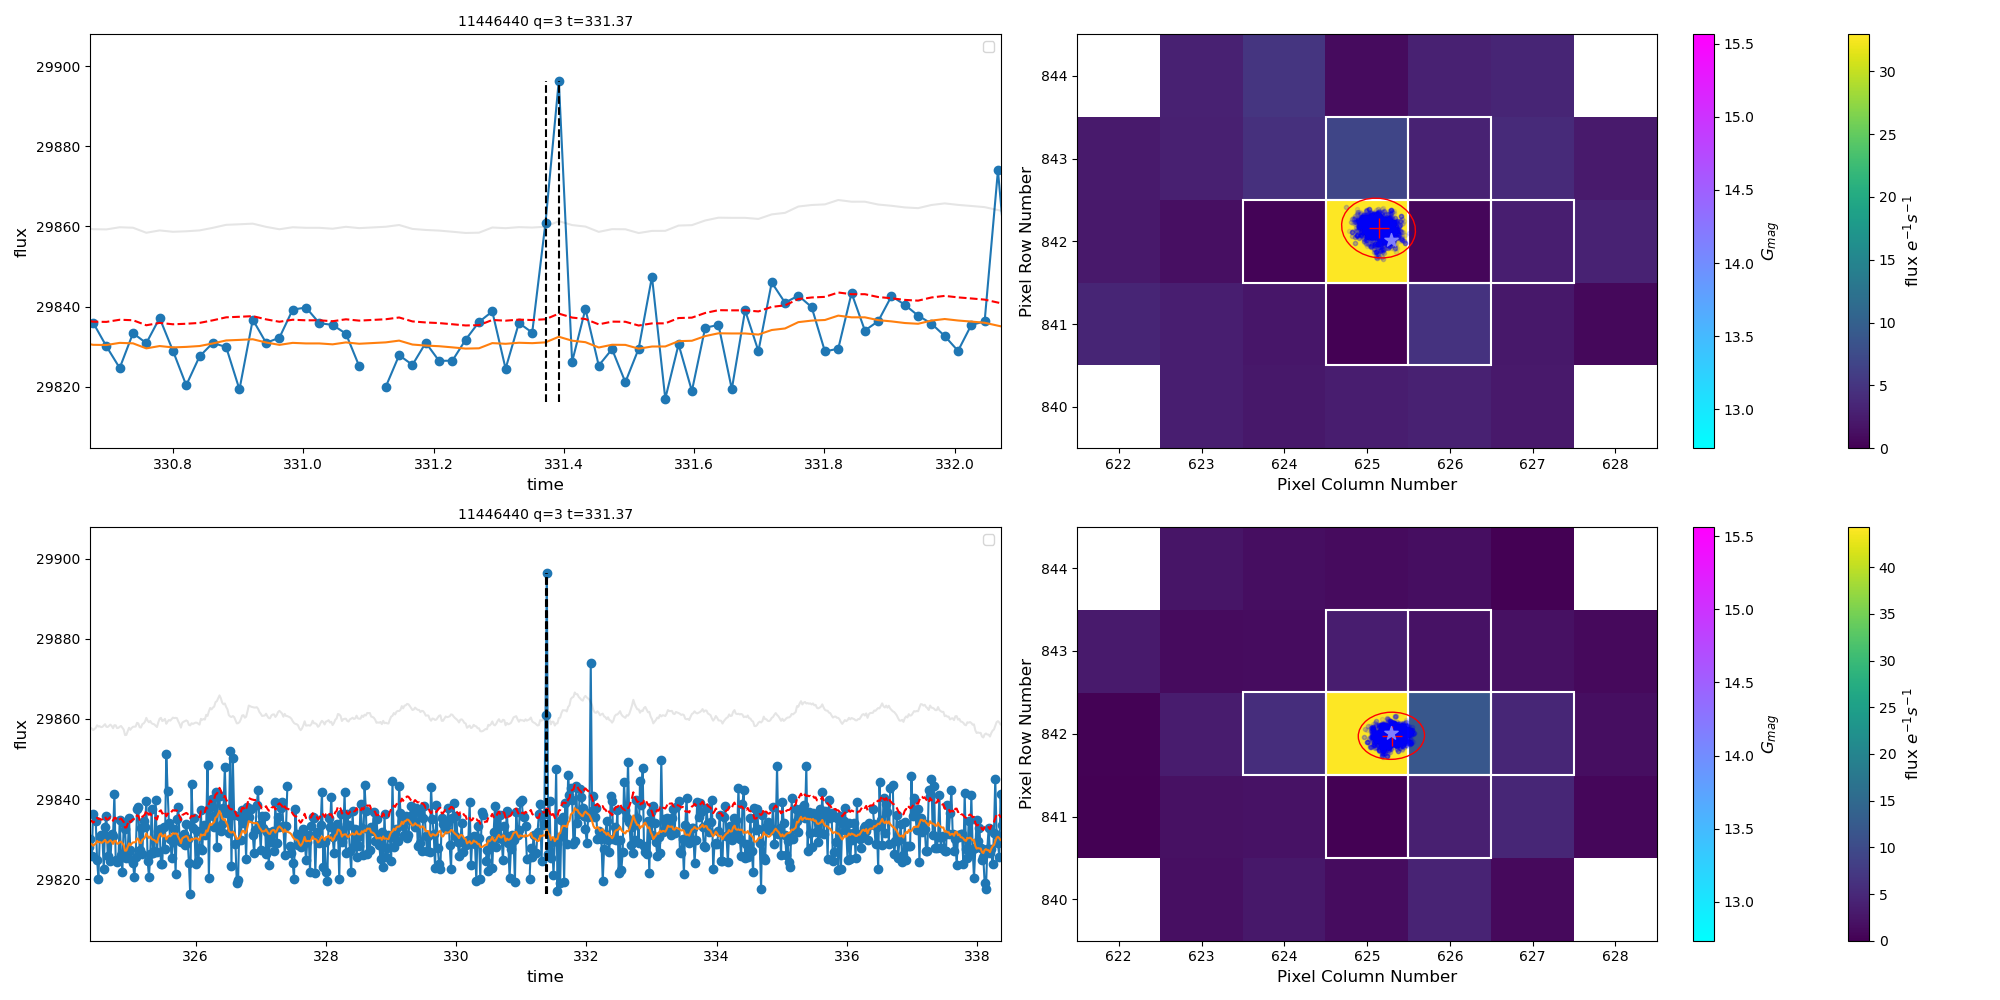 11446440 q=3 t=331.37
flux
29900
29880
29860
29840
29820
330.8 331.0 331.2 331.4 331.6 331.8 332.0
time
Pixel Row Number
844
843
842
841
840
622 623 624 625 626 627 628
Pixel Column Number
15.5
15.0
14.5
14.0
13.5
13.0
G_mag
30
25
20
15
10
5
0
flux e⁻¹s⁻¹
11446440 q=3 t=331.37
flux
29900
29880
29860
29840
29820
326 328 330 332 334 336 338
time
Pixel Row Number
844
843
842
841
840
622 623 624 625 626 627 628
Pixel Column Number
15.5
15.0
14.5
14.0
13.5
13.0
G_mag
40
35
30
25
20
15
10
5
0
flux e⁻¹s⁻¹